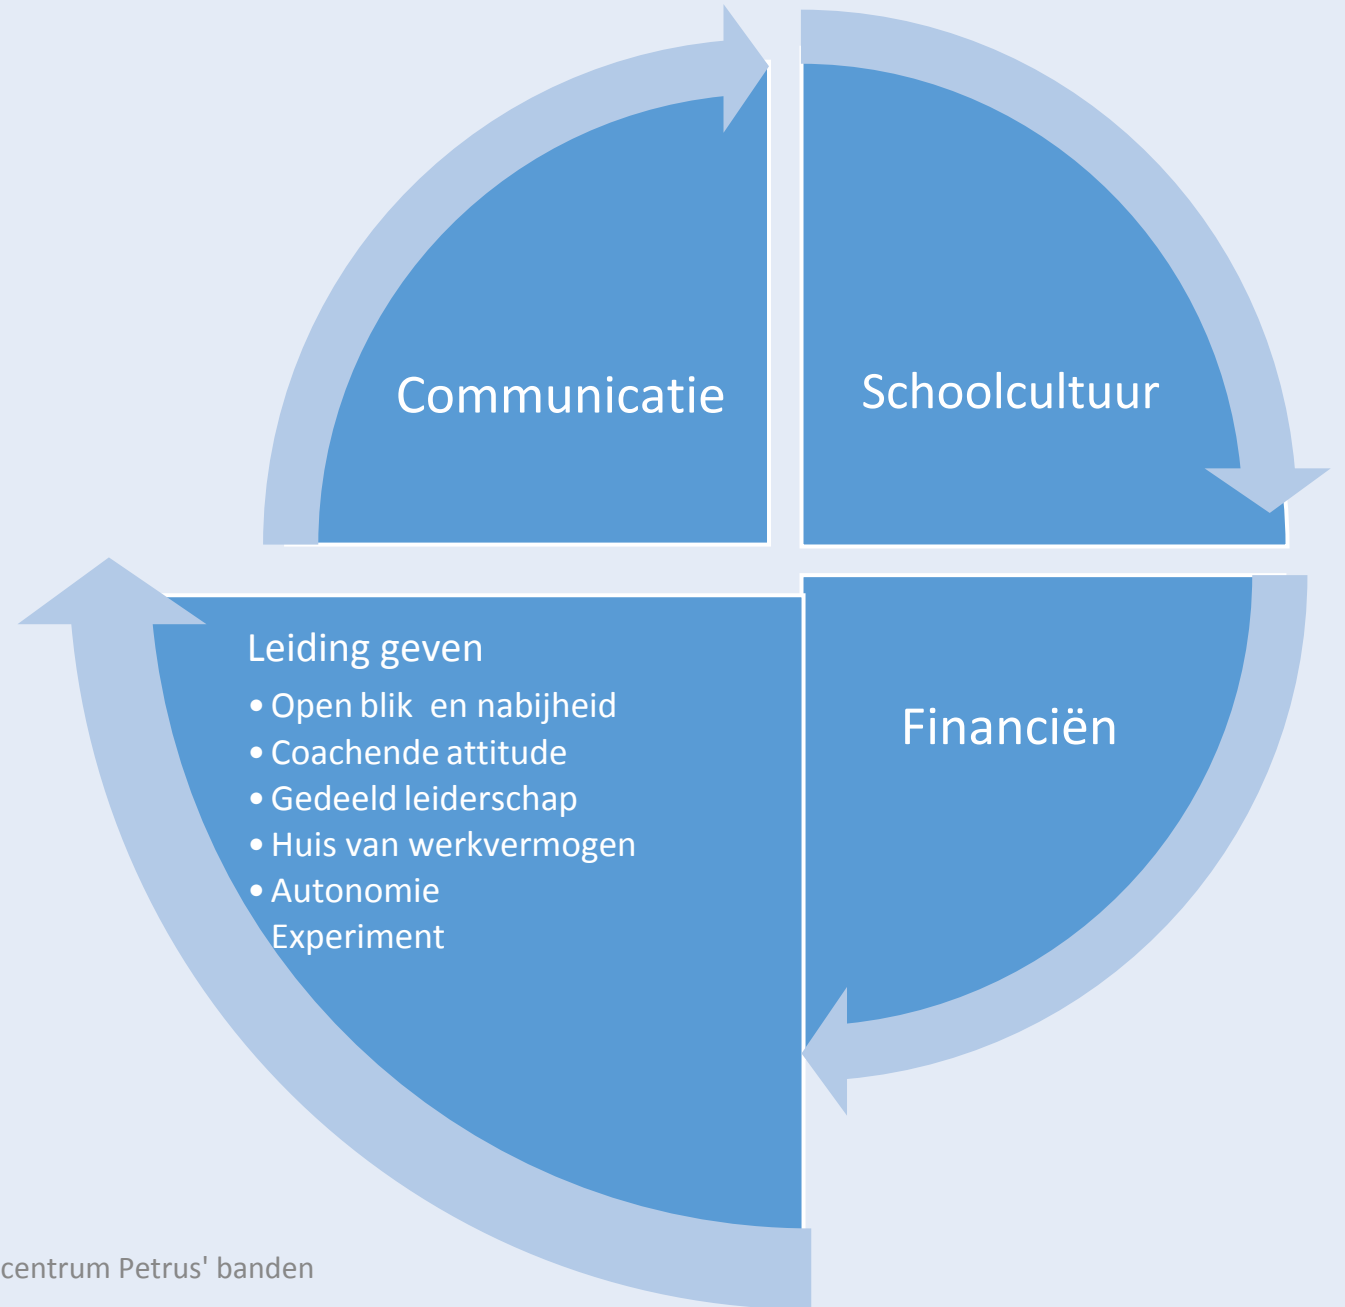 Communicatie
Schoolcultuur
Leiding geven
• Open blik en nabijheid
• Coachende attitude
• Gedeeld leiderschap
• Huis van werkvermogen
• Autonomie
Experiment
Financiën
centrum Petrus' banden